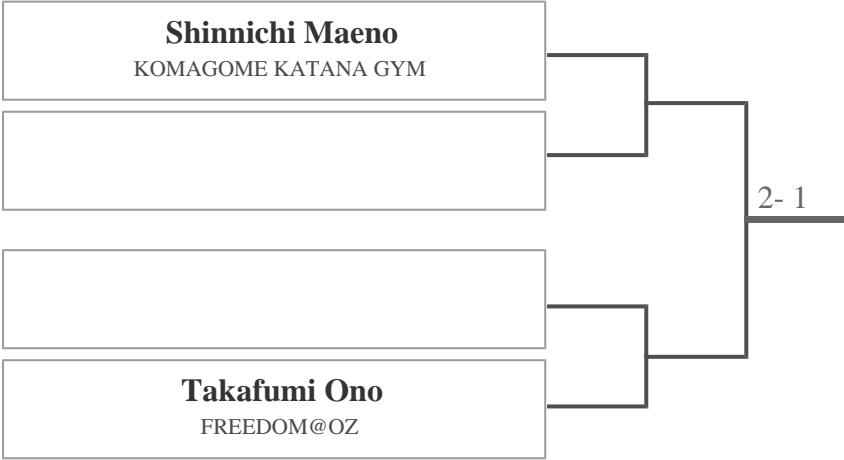 Shinnichi Maeno
KOMAGOME KATANA GYM
2- 1
Takafumi Ono
FREEDOM@OZ